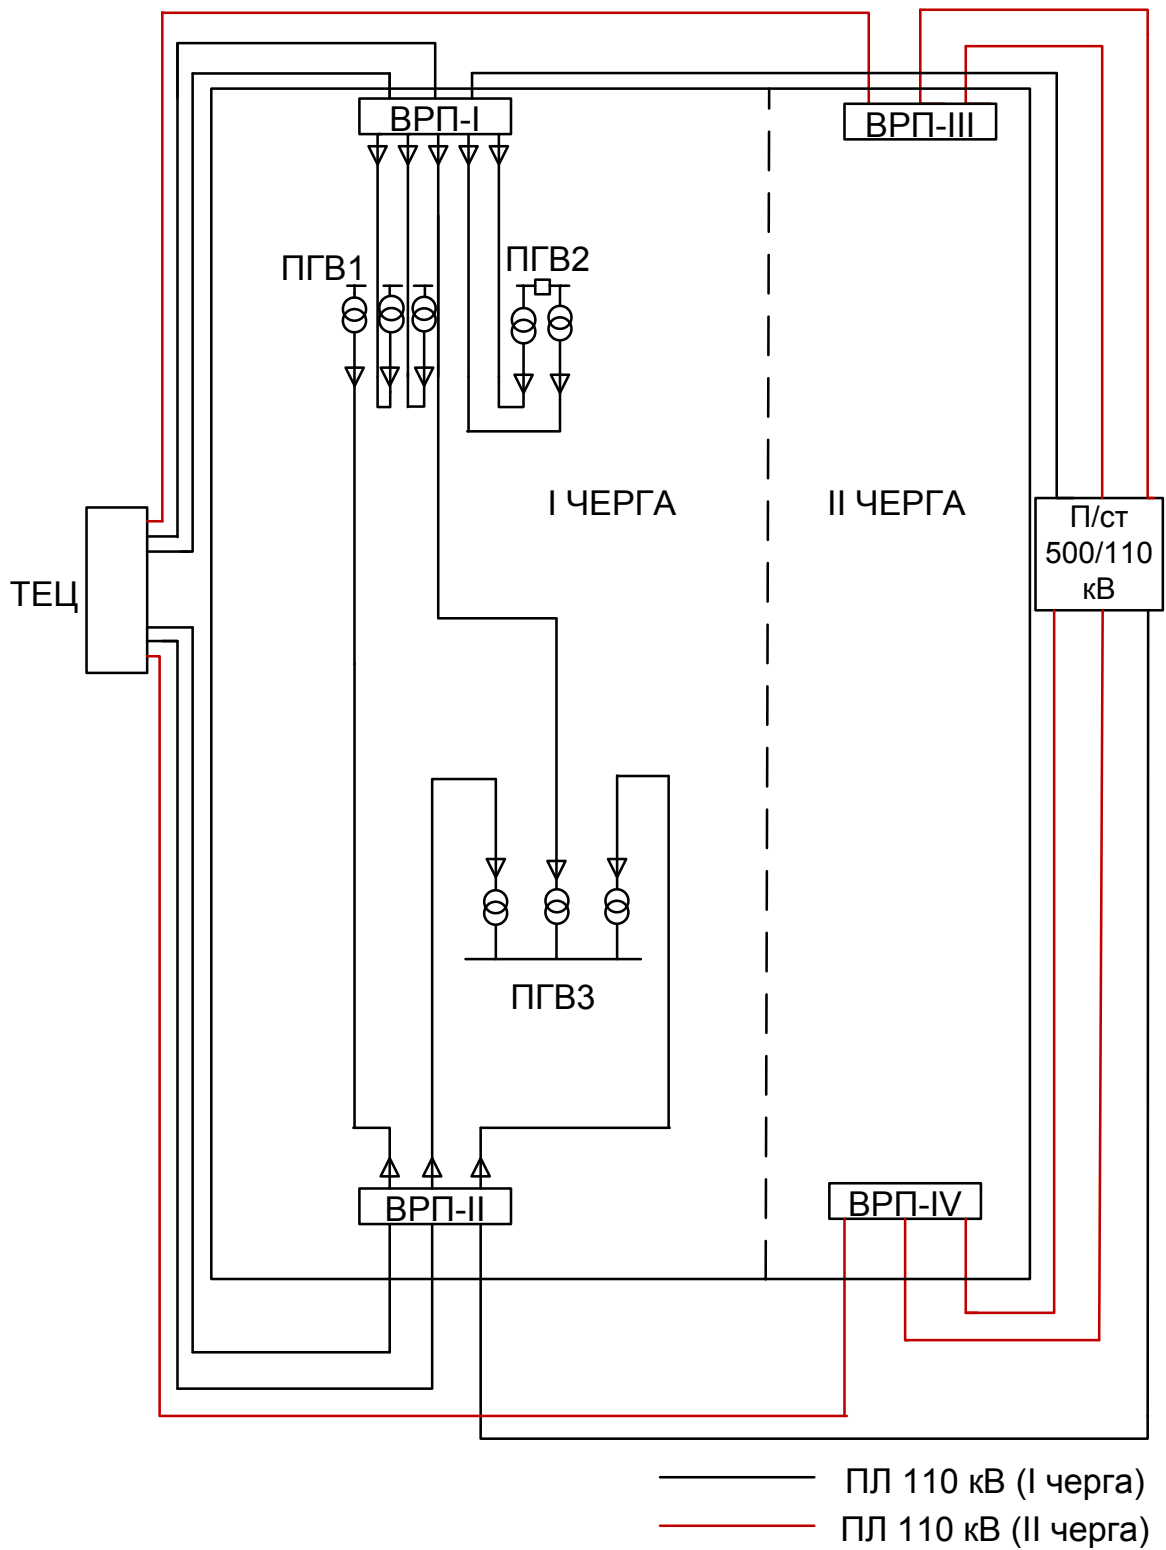 ВРП-I
ВРП-III
ПГВ1
ПГВ2
I ЧЕРГА
II ЧЕРГА
П/ст
500/110
кВ
ТЕЦ
ПГВ3
ВРП-II
ВРП-IV
ПЛ 110 кВ (I черга)
ПЛ 110 кВ (II черга)